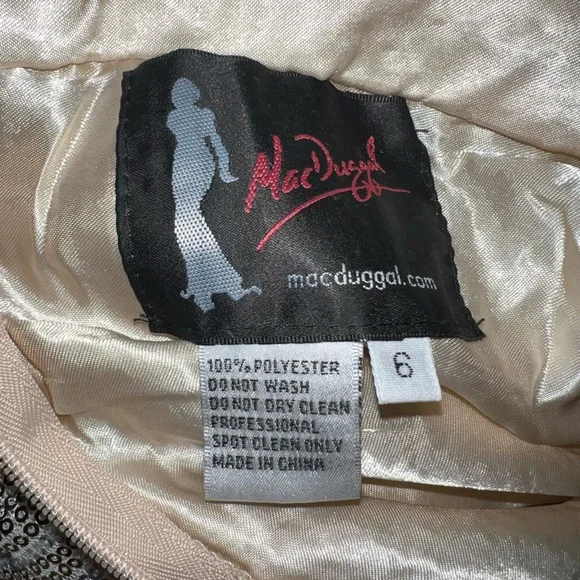 MacDuggal
macduggal.com
100% POLYESTER
DO NOT WASH
DO NOT DRY CLEAN
PROFESSIONAL
SPOT CLEAN ONLY
MADE IN CHINA
6